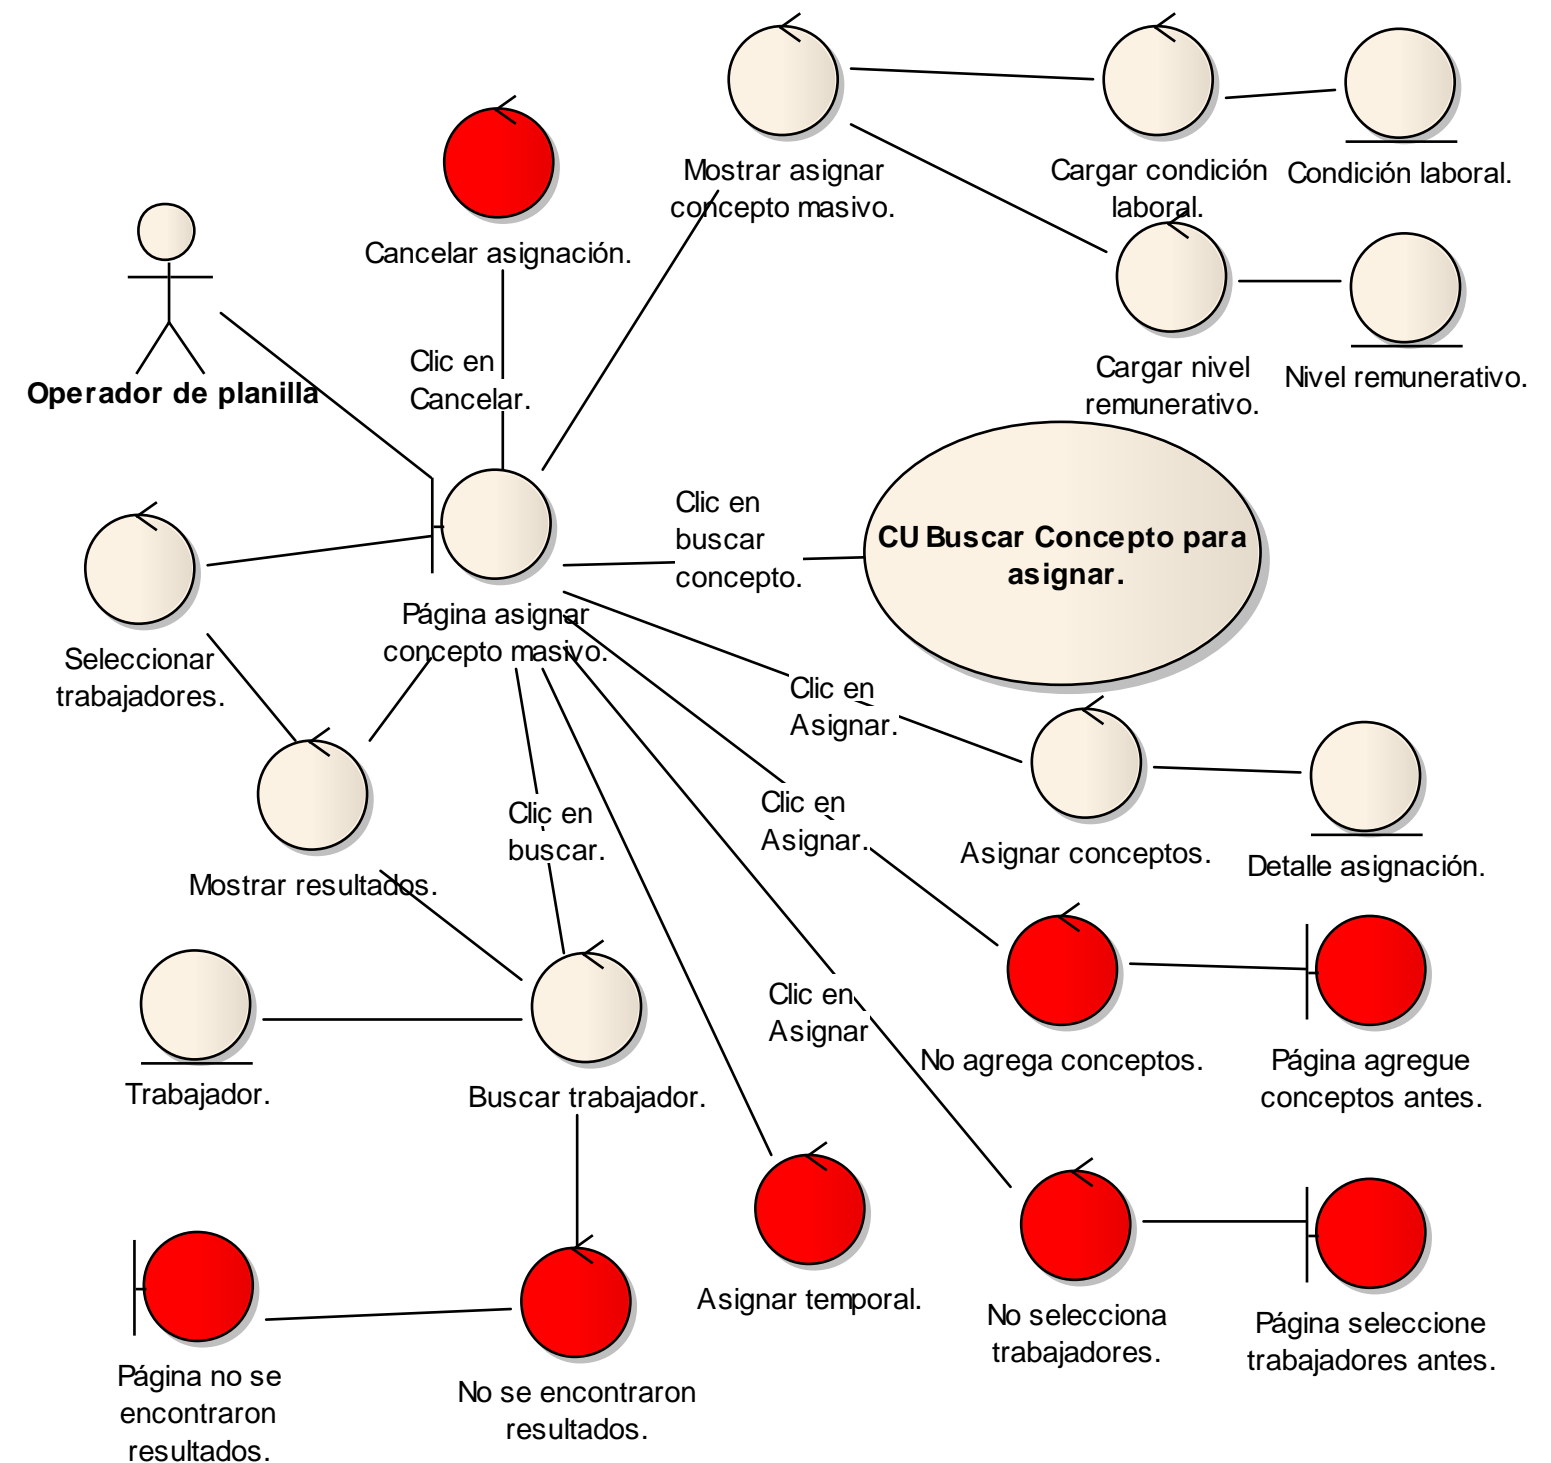 Mostrar asignar
concepto masivo.
Cargar condición
laboral.
Condición laboral.
Cancelar asignación.
Operador de planilla
Clic en
Cancelar.
Cargar nivel
remunerativo.
Nivel remunerativo.
Clic en
buscar
concepto.
CU Buscar Concepto para
asignar.
Página asignar
concepto masivo.
Seleccionar
trabajadores.
Clic en
Asignar.
Clic en
Asignar.
Clic en
buscar.
Asignar conceptos.
Detalle asignación.
Mostrar resultados.
Clic en
Asignar
No agrega conceptos.
Página agregue
conceptos antes.
Trabajador.
Buscar trabajador.
Asignar temporal.
No selecciona
trabajadores.
Página seleccione
trabajadores antes.
Página no se
encontraron
resultados.
No se encontraron
resultados.